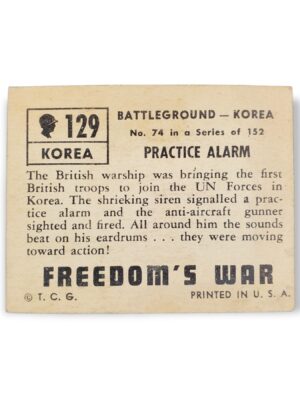 129
KOREA
BATTLEGROUND — KOREA
No. 74 in a Series of 152
PRACTICE ALARM
The British warship was bringing the first
British troops to join the UN Forces in
Korea. The shrieking siren signalled a prac-
tice alarm and the anti-aircraft gunner
sighted and fired. All around him the sounds
beat on his eardrums . . . they were moving
toward action!
FREEDOM'S WAR
© T. C. G.
PRINTED IN U. S. A.